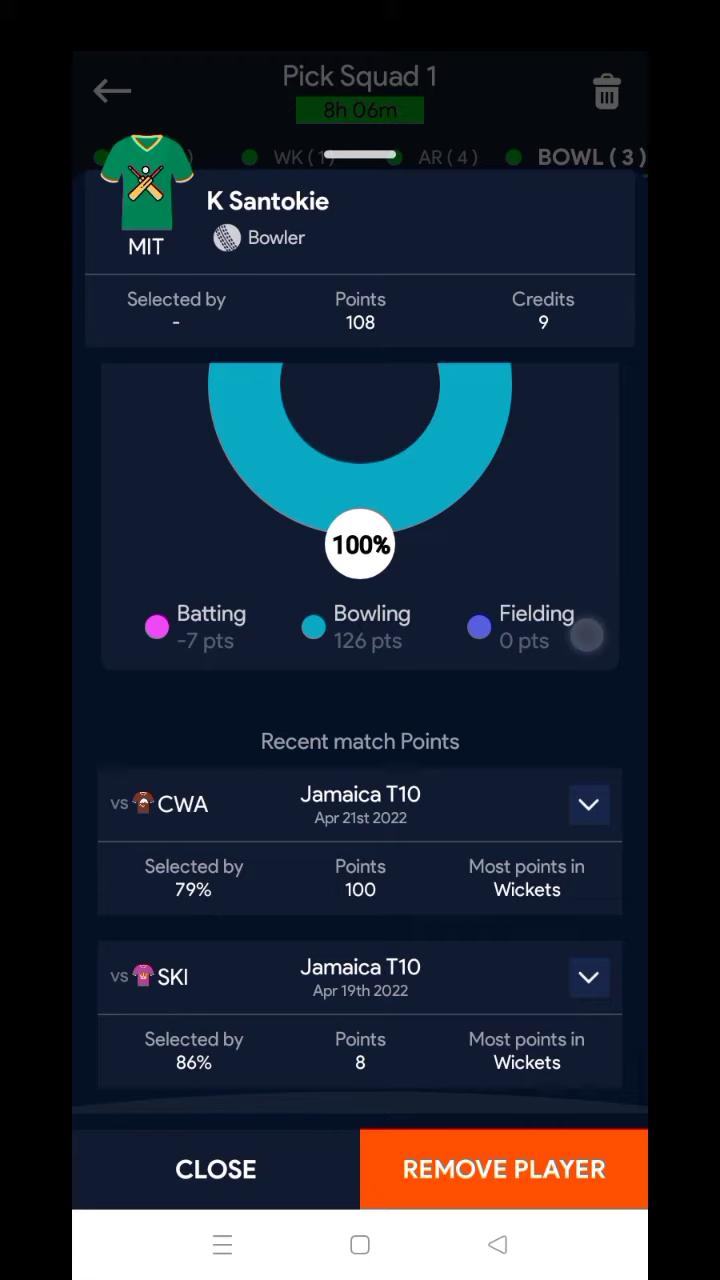 Pick Squad 1
8h 06m
WK ( 1
AR ( 4 )
BOWL ( 3 )
MIT
K Santokie
Bowler
Selected by
Points
Credits
-
108
9
100%
Batting
Bowling
Fielding
-7 pts
126 pts
0 pts
Recent match Points
VS CWA
Jamaica T10
Apr 21st 2022
Selected by
Points
Most points in
79%
100
Wickets
VS SKI
Jamaica T10
Apr 19th 2022
Selected by
Points
Most points in
86%
8
Wickets
CLOSE
REMOVE PLAYER